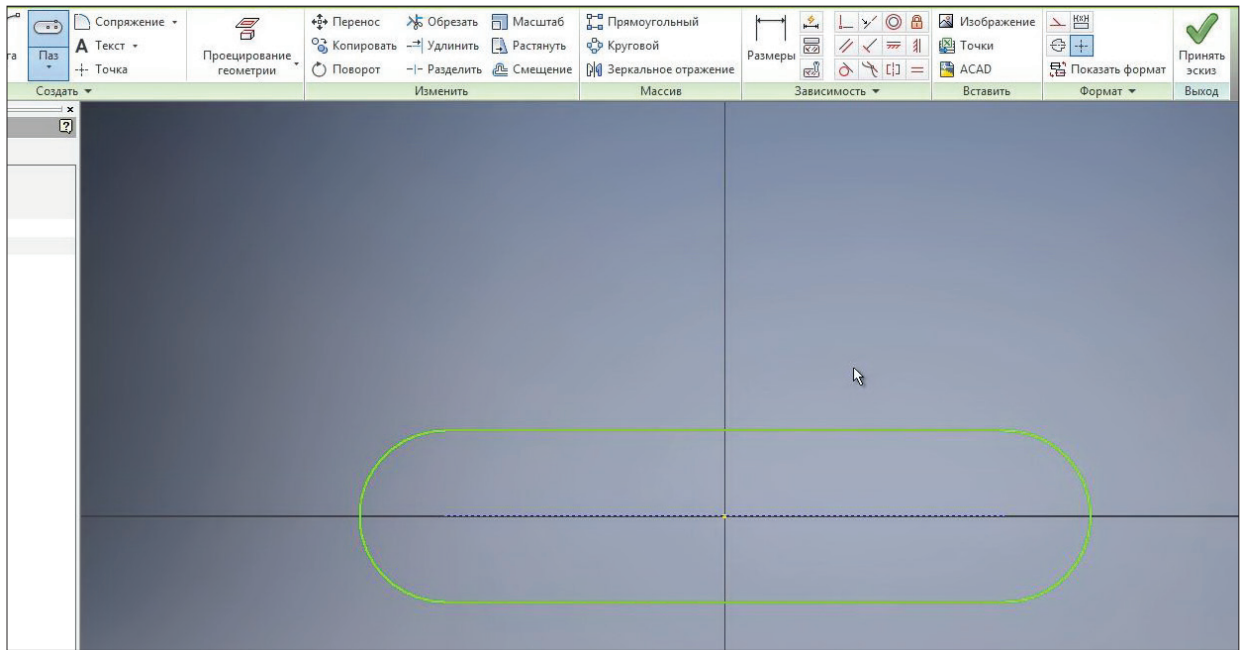 Сопряжение Перенос Обрезать Масштаб Прямоугольный Изображение
Паз Текст Проецирование геометрии Копировать Удлинить Растянуть Круговой Размеры Точки Принять эскиз
Точка Поворот Разделить Смещение Зеркальное отражение ACAD Показать формат
Создать Изменить Массив Зависимость Вставить Формат Выход